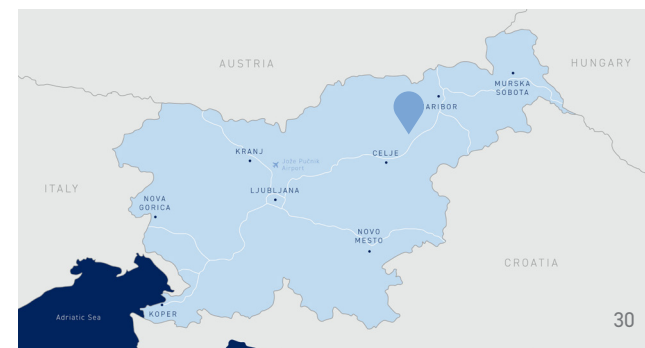 AUSTRIA
HUNGARY
MURSKA
SOBOTA
ARIBOR
KRANJ
Jože Pučnik
Airport
CELJE
ITALY
LJUBLJANA
NOVA
GORICA
NOVO
MESTO
CROATIA
KOPER
Adriatic Sea
30